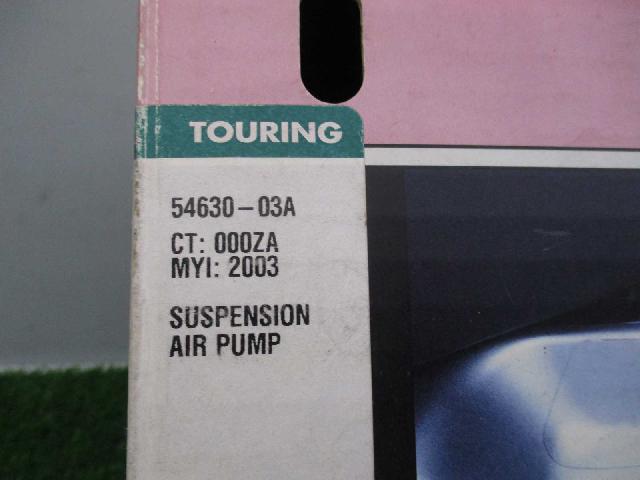 TOURING
54630-03A
CT: 000ZA
MYI: 2003
SUSPENSION
AIR PUMP